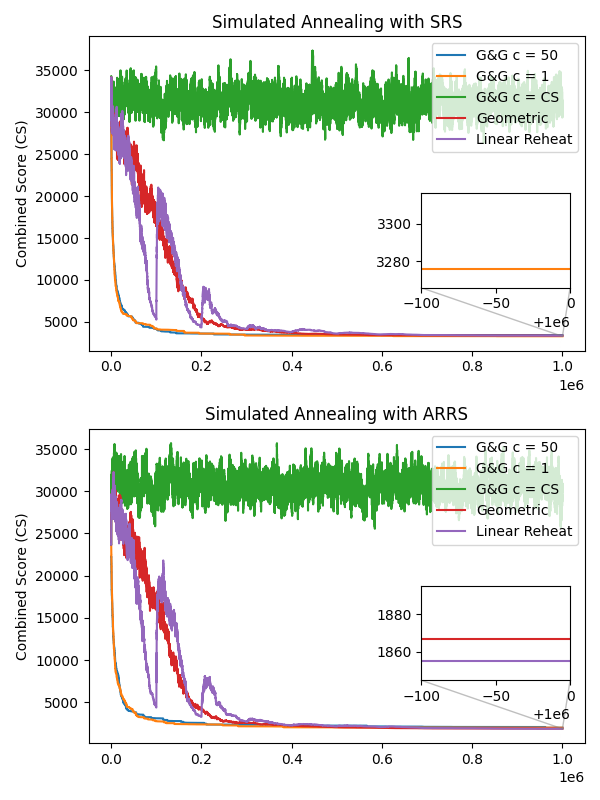 Simulated Annealing with SRS
Combined Score (CS)
35000
30000
25000
20000
15000
10000
5000
G&G c = 50
G&G c = 1
G&G c = CS
Geometric
Linear Reheat
3300
3280
−100
−50
0
+1e6
0.0
0.2
0.4
0.6
0.8
1.0
1e6
Simulated Annealing with ARRS
Combined Score (CS)
35000
30000
25000
20000
15000
10000
5000
G&G c = 50
G&G c = 1
G&G c = CS
Geometric
Linear Reheat
1880
1860
−100
−50
0
+1e6
0.0
0.2
0.4
0.6
0.8
1.0
1e6